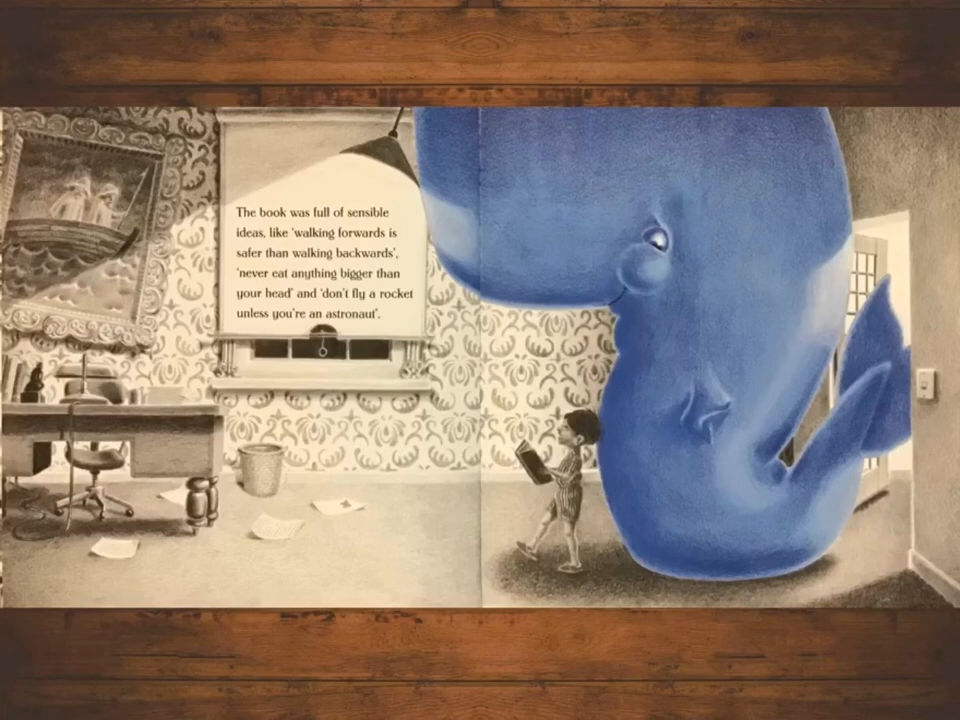 The book was full of sensible
ideas, like 'walking forwards is
safer than walking backwards',
'never eat anything bigger than
your head' and 'don't fly a rocket
unless you're an astronaut'.